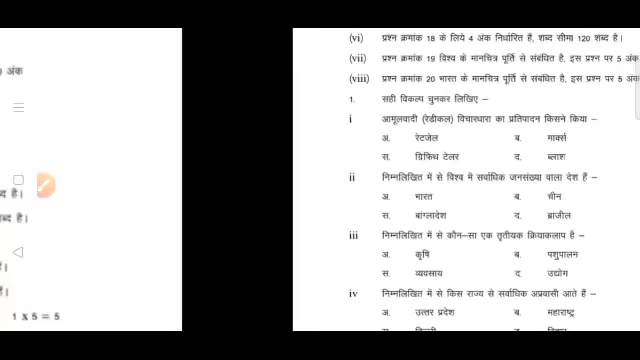 अंक
ब्द है।
शब्द है।
हैं।
हैं।
1 x 5 = 5
(vi) प्रश्न क्रमांक 18 के लिये 4 अंक निर्धारित हैं, शब्द सीमा 120 शब्द है।
(vii) प्रश्न क्रमांक 19 विश्व के मानचित्र पूर्ति से संबंधित है, इस प्रश्न पर 5 अंक
(viii) प्रश्न क्रमांक 20 भारत के मानचित्र पूर्ति से संबंधित है, इस प्रश्न पर 5 अंक
1. सही विकल्प चुनकर लिखिए –
i आमूलवादी (रेडीकल) विचारधारा का प्रतिपादन किसने किया –
अ. रेटजेल ब. मार्क्स
स. ग्रिफिथ टेलर द. ब्लाश
ii निम्नलिखित में से विश्व में सर्वाधिक जनसंख्या वाला देश हैं –
अ. भारत ब. चीन
स. बांग्लादेश द. ब्राजील
iii निम्नलिखित में से कौन–सा एक तृतीयक क्रियाकलाप है –
अ. कृषि ब. पशुपालन
स. व्यवसाय द. उद्योग
iv निम्नलिखित में से किस राज्य से सर्वाधिक अप्रवासी आते हैं –
अ. उत्तर प्रदेश ब. महाराष्ट्र